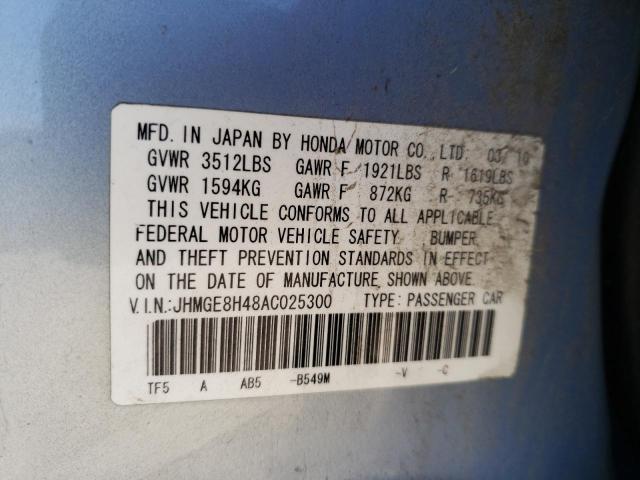 MFD. IN JAPAN BY HONDA MOTOR CO., LTD. 03/10
GVWR 3512LBS GAWR F 1921LBS R 1619LBS
GVWR 1594KG GAWR F 872KG R 735KG
THIS VEHICLE CONFORMS TO ALL APPLICABLE
FEDERAL MOTOR VEHICLE SAFETY, BUMPER,
AND THEFT PREVENTION STANDARDS IN EFFECT
ON THE DATE OF MANUFACTURE SHOWN ABOVE.
V.I.N.:JHMGE8H48AC025300 TYPE: PASSENGER CAR
TF5 A AB5 -B549M -V -C